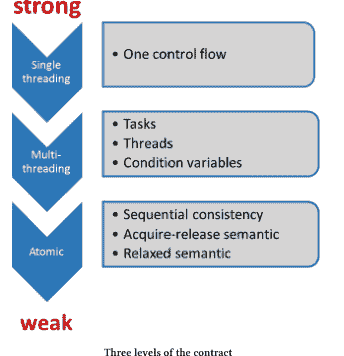 strong
Single
threading
• One control flow
Multi-
threading
• Tasks
• Threads
• Condition variables
Atomic
• Sequential consistency
• Acquire-release semantic
• Relaxed semantic
weak
Three levels of the contract